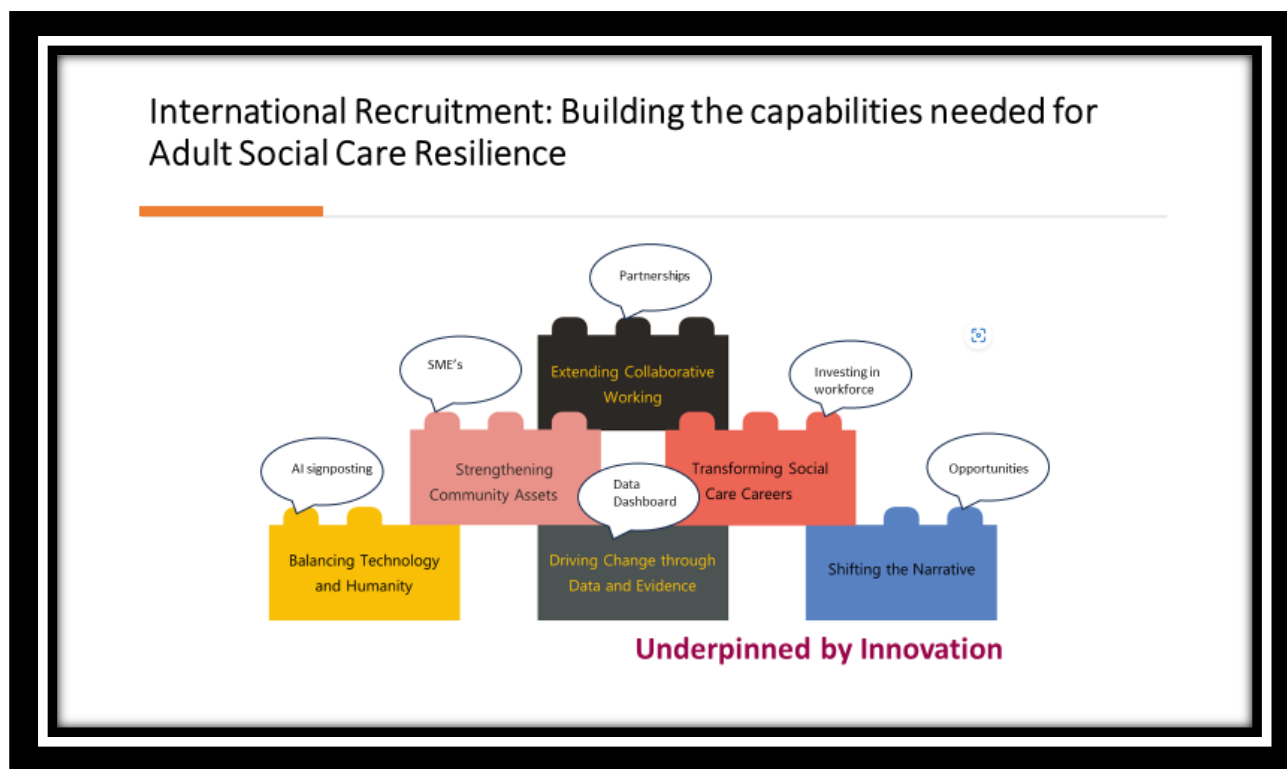 International Recruitment: Building the capabilities needed for
Adult Social Care Resilience
Partnerships
Extending Collaborative
Working
SME's
Investing in
workforce
Strengthening
Community Assets
Transforming Social
Care Careers
AI signposting
Data
Dashboard
Opportunities
Balancing Technology
and Humanity
Driving Change through
Data and Evidence
Shifting the Narrative
Underpinned by Innovation